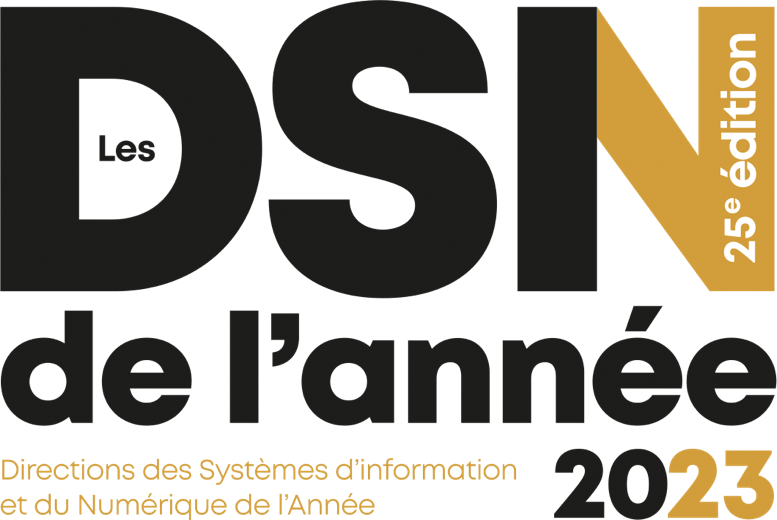 Les
DSN
25e édition
de l'année
Directions des Systèmes d'information
et du Numérique de l'Année
2023